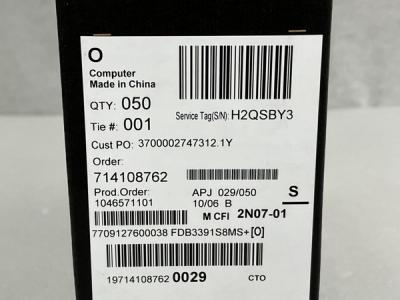 O
Computer
Made in China
QTY: 050
Service Tag(S/N): H2QSBY3
Tie #: 001
Cust PO: 3700002747312.1Y
Order:
714108762
Prod.Order: APJ 029/050 S
1046571101 10/06 B
M CFI 2N07-01
7709127600038 FDB3391S8MS+[O]
19714108762 0029 CTO